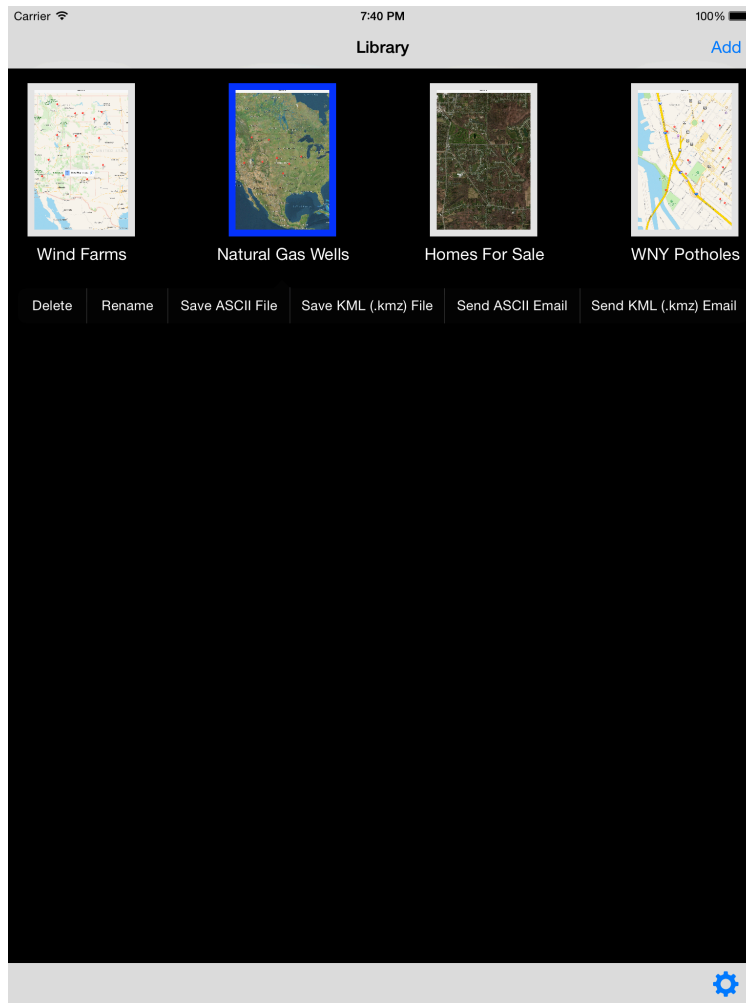 Carrier 7:40 PM 100%
Library Add
Wind Farms Natural Gas Wells Homes For Sale WNY Potholes
Delete Rename Save ASCII File Save KML (.kmz) File Send ASCII Email Send KML (.kmz) Email